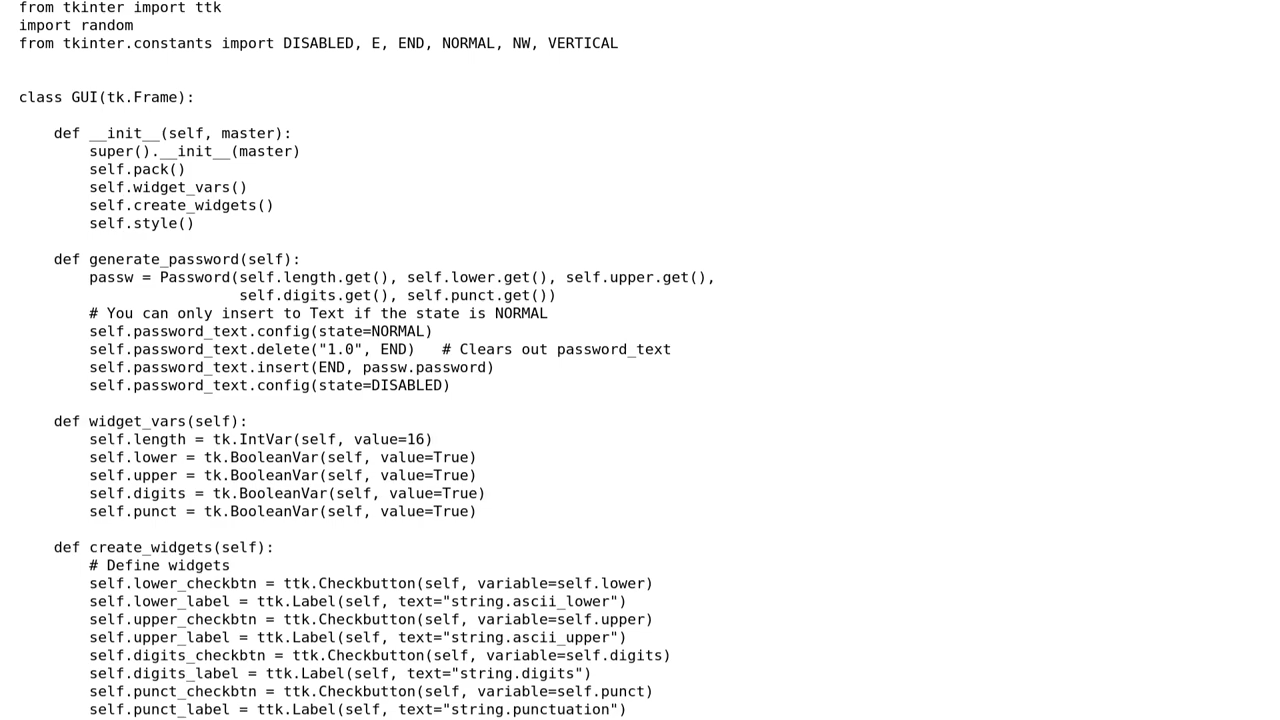 from tkinter import ttk
import random
from tkinter.constants import DISABLED, E, END, NORMAL, NW, VERTICAL


class GUI(tk.Frame):

    def __init__(self, master):
        super().__init__(master)
        self.pack()
        self.widget_vars()
        self.create_widgets()
        self.style()

    def generate_password(self):
        passw = Password(self.length.get(), self.lower.get(), self.upper.get(),
                         self.digits.get(), self.punct.get())
        # You can only insert to Text if the state is NORMAL
        self.password_text.config(state=NORMAL)
        self.password_text.delete("1.0", END)   # Clears out password_text
        self.password_text.insert(END, passw.password)
        self.password_text.config(state=DISABLED)

    def widget_vars(self):
        self.length = tk.IntVar(self, value=16)
        self.lower = tk.BooleanVar(self, value=True)
        self.upper = tk.BooleanVar(self, value=True)
        self.digits = tk.BooleanVar(self, value=True)
        self.punct = tk.BooleanVar(self, value=True)

    def create_widgets(self):
        # Define widgets
        self.lower_checkbtn = ttk.Checkbutton(self, variable=self.lower)
        self.lower_label = ttk.Label(self, text="string.ascii_lower")
        self.upper_checkbtn = ttk.Checkbutton(self, variable=self.upper)
        self.upper_label = ttk.Label(self, text="string.ascii_upper")
        self.digits_checkbtn = ttk.Checkbutton(self, variable=self.digits)
        self.digits_label = ttk.Label(self, text="string.digits")
        self.punct_checkbtn = ttk.Checkbutton(self, variable=self.punct)
        self.punct_label = ttk.Label(self, text="string.punctuation")